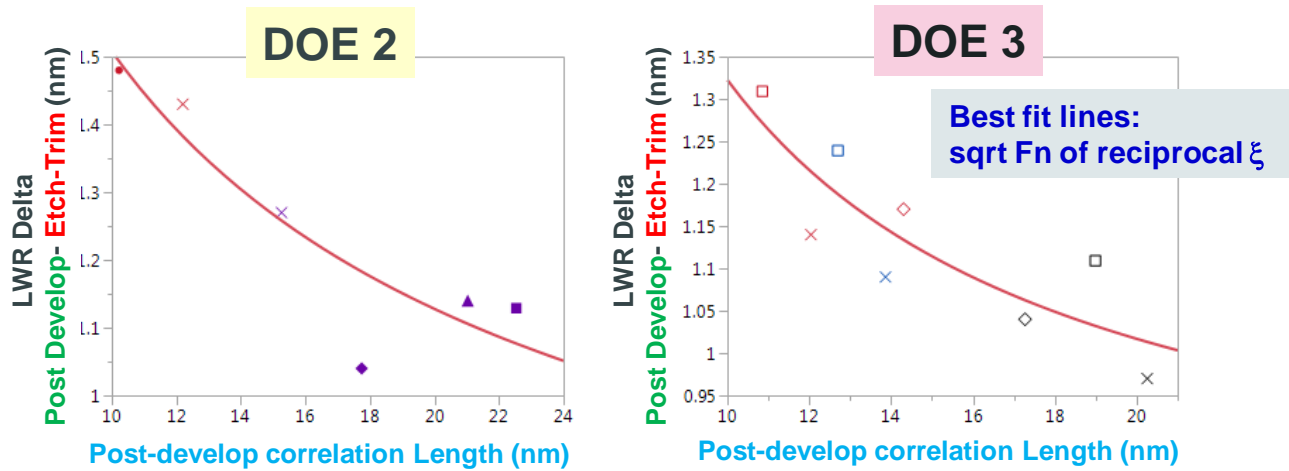 DOE 2
LWR Delta
Post Develop- Etch-Trim (nm)
1.5
1.4
1.3
1.2
1.1
1
10 12 14 16 18 20 22 24
Post-develop correlation Length (nm)
DOE 3
Best fit lines:
sqrt Fn of reciprocal ξ
LWR Delta
Post Develop- Etch-Trim (nm)
1.35
1.3
1.25
1.2
1.15
1.1
1.05
1
0.95
10 12 14 16 18 20
Post-develop correlation Length (nm)